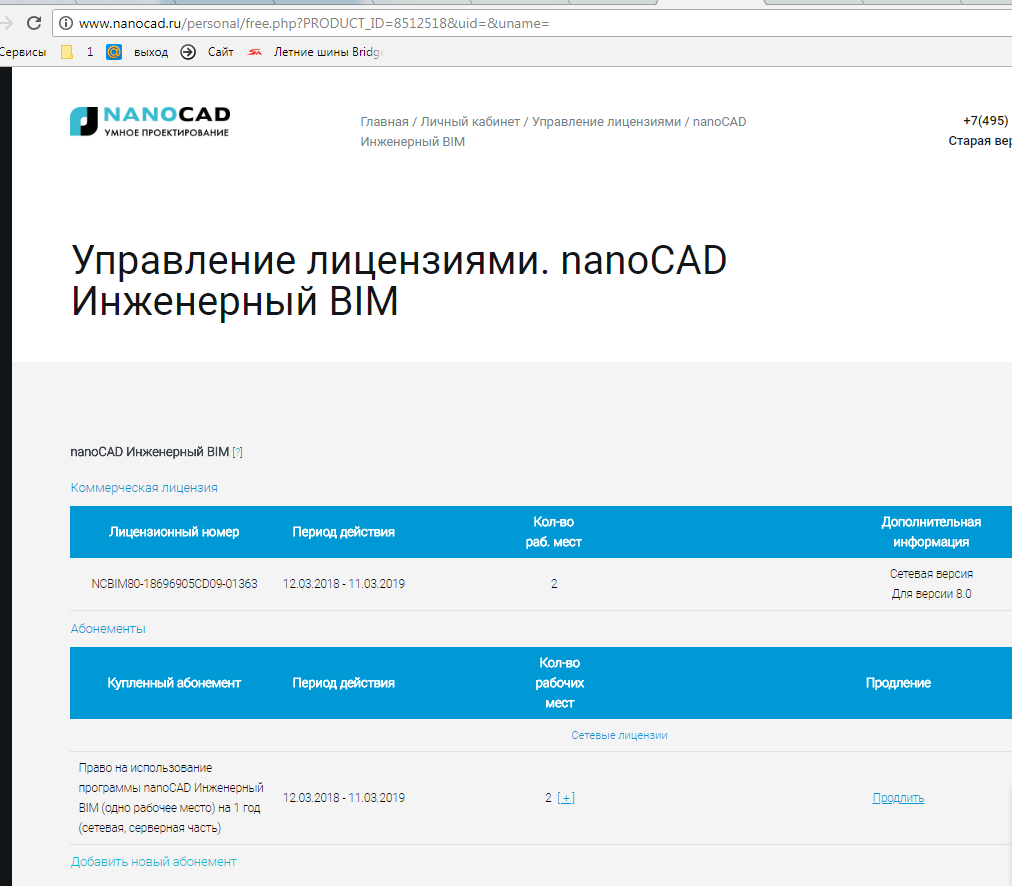 www.nanocad.ru/personal/free.php?PRODUCT_ID=8512518&uid=&uname=
Сервисы 1 @ выход Сайт Летние шины Bridg
NANOCAD
УМНОЕ ПРОЕКТИРОВАНИЕ
Главная / Личный кабинет / Управление лицензиями / nanoCAD
Инженерный BIM
+7(495)
Старая вер
Управление лицензиями. nanoCAD
Инженерный BIM
nanoCAD Инженерный BIM [?]
Коммерческая лицензия
Лицензионный номер Период действия Кол-во раб. мест Дополнительная информация
NCBIM80-18696905CD09-01363 12.03.2018 - 11.03.2019 2 Сетевая версия
Для версии 8.0
Абонементы
Купленный абонемент Период действия Кол-во рабочих мест Продление
Сетевые лицензии
Право на использование
программы nanoCAD Инженерный
BIM (одно рабочее место) на 1 год
(сетевая, серверная часть)
12.03.2018 - 11.03.2019 2 [+] Продлить
Добавить новый абонемент